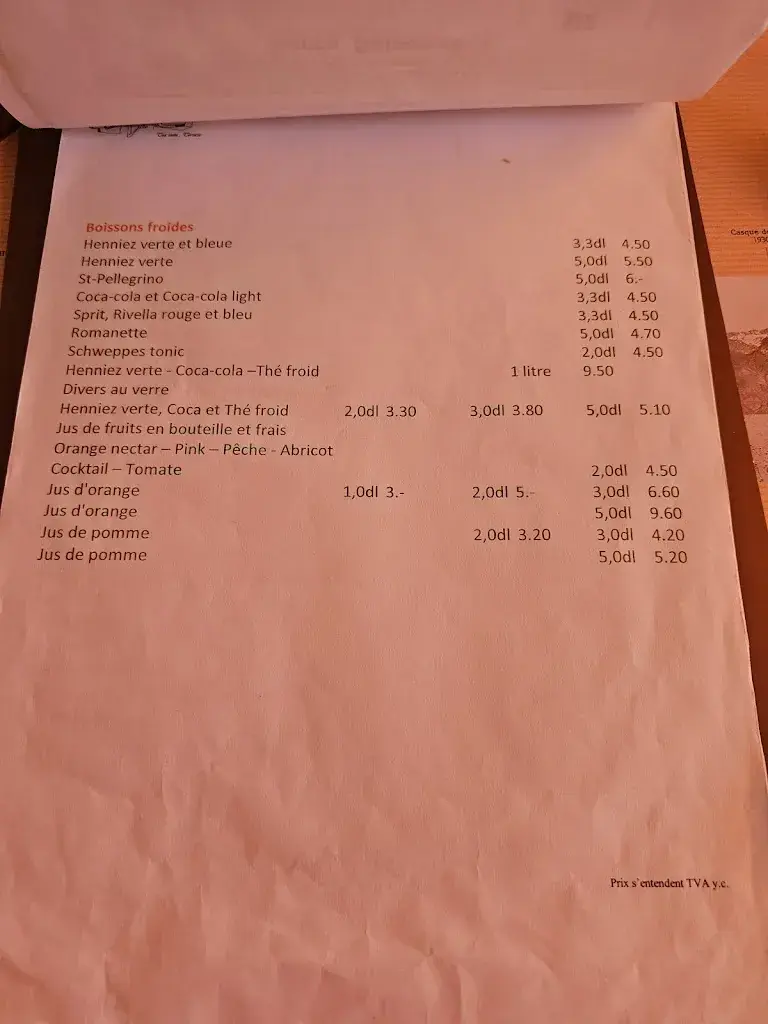 Boissons froides
Henniez verte et bleue 3,3dl 4.50
Henniez verte 5,0dl 5.50
St-Pellegrino 5,0dl 6.-
Coca-cola et Coca-cola light 3,3dl 4.50
Sprit, Rivella rouge et bleu 3,3dl 4.50
Romanette 5,0dl 4.70
Schweppes tonic 2,0dl 4.50
Henniez verte - Coca-cola –Thé froid 1 litre 9.50
Divers au verre
Henniez verte, Coca et Thé froid 2,0dl 3.30 3,0dl 3.80 5,0dl 5.10
Jus de fruits en bouteille et frais
Orange nectar – Pink – Pêche - Abricot
Cocktail – Tomate 2,0dl 4.50
Jus d'orange 1,0dl 3.- 2,0dl 5.- 3,0dl 6.60
Jus d'orange 5,0dl 9.60
Jus de pomme 2,0dl 3.20 3,0dl 4.20
Jus de pomme 5,0dl 5.20
Prix s'entendent TVA y.c.
Casque de